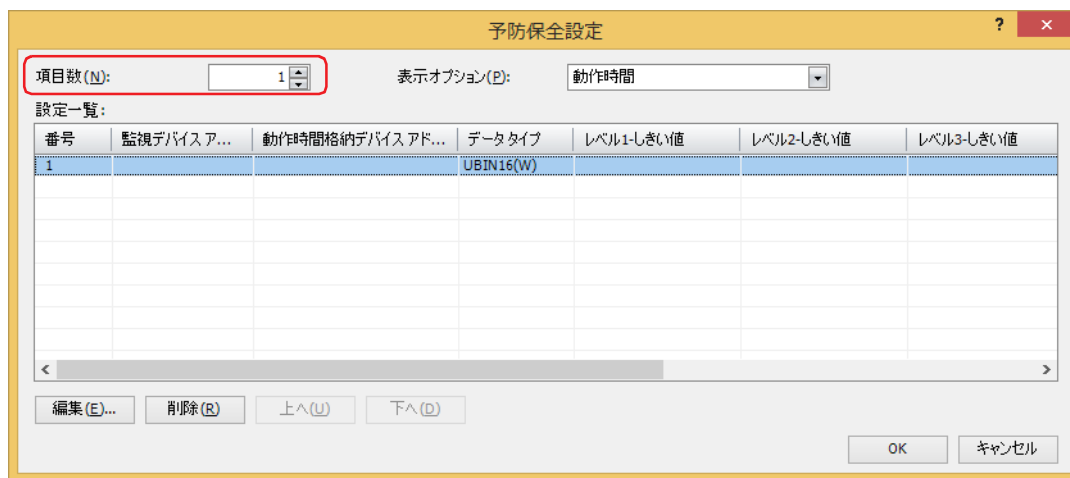 予防保全設定 ? ×
項目数(N): 1 表示オプション(P): 動作時間
設定一覧:
番号 監視デバイス ア... 動作時間格納デバイス アド... データ タイプ レベル1-しきい値 レベル2-しきい値 レベル3-しきい値
1 UBIN16(W)
編集(E)... 削除(R) 上へ(U) 下へ(D)
OK キャンセル